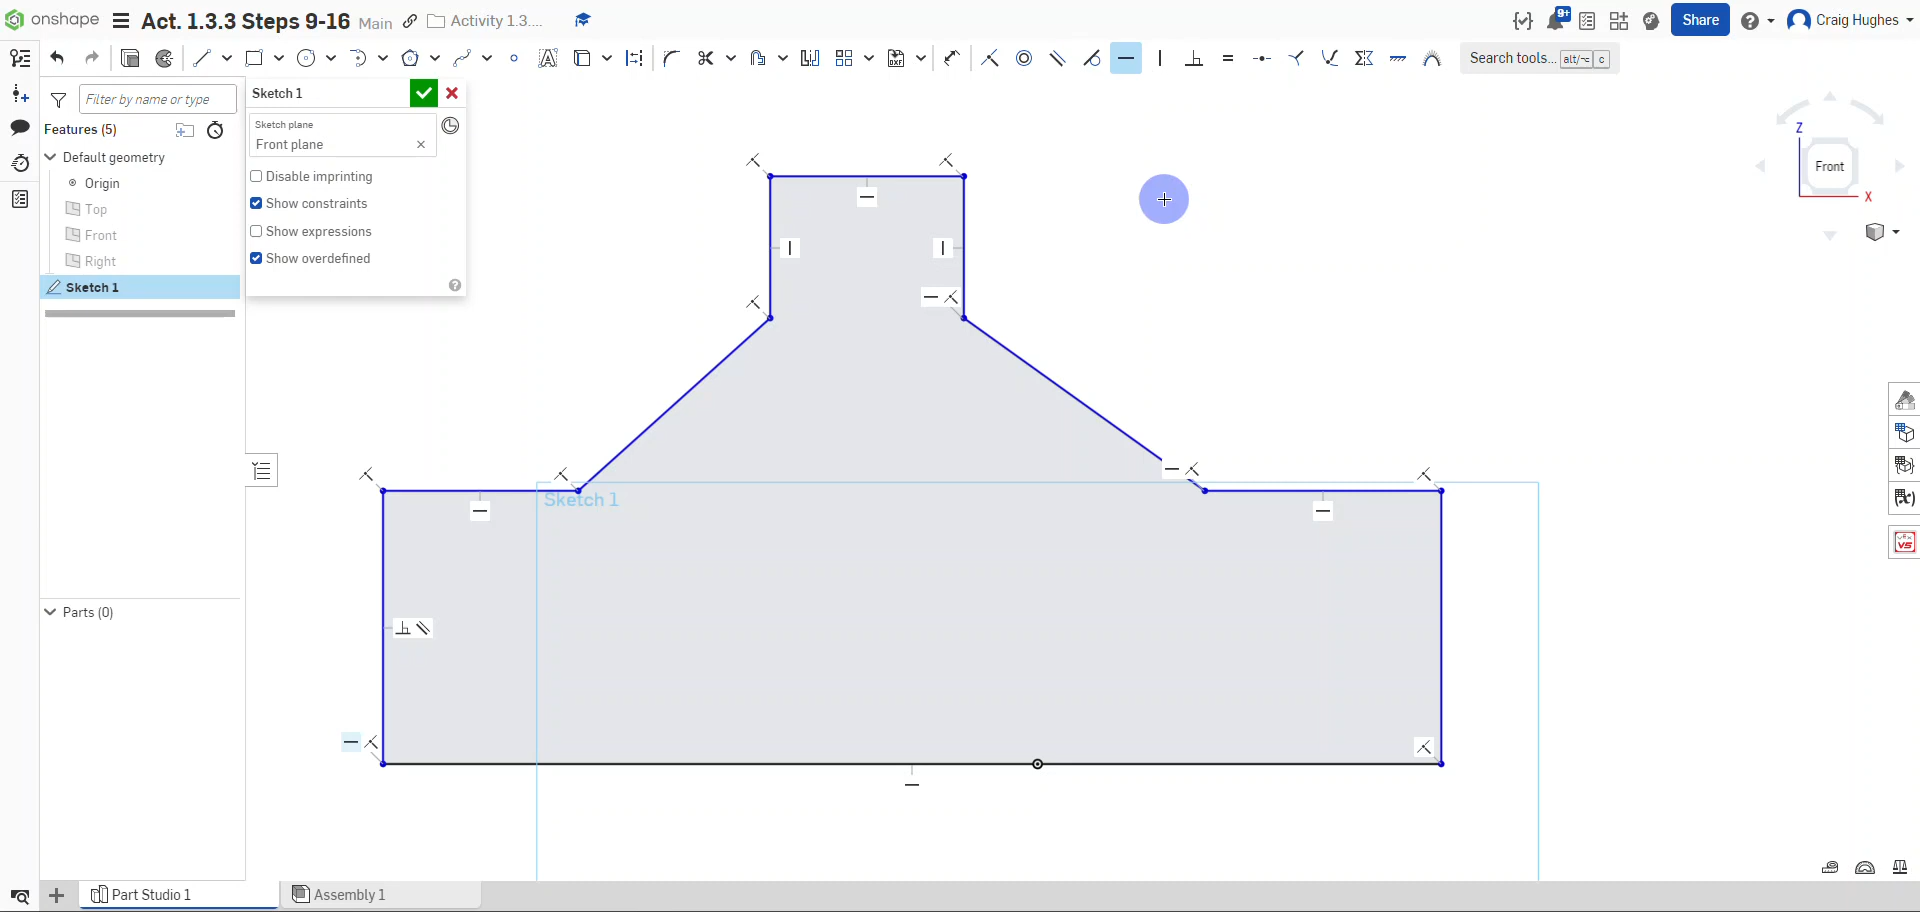 onshape Act. 1.3.3 Steps 9-16 Main Activity 1.3.... 9+ Share Craig Hughes
Search tools... alt/⌥ c
Filter by name or type
Features (5)
Default geometry
Origin
Top
Front
Right
Sketch 1
Parts (0)
Sketch 1
Sketch plane
Front plane
Disable imprinting
Show constraints
Show expressions
Show overdefined
Sketch 1
Z
Front
X
Part Studio 1
Assembly 1